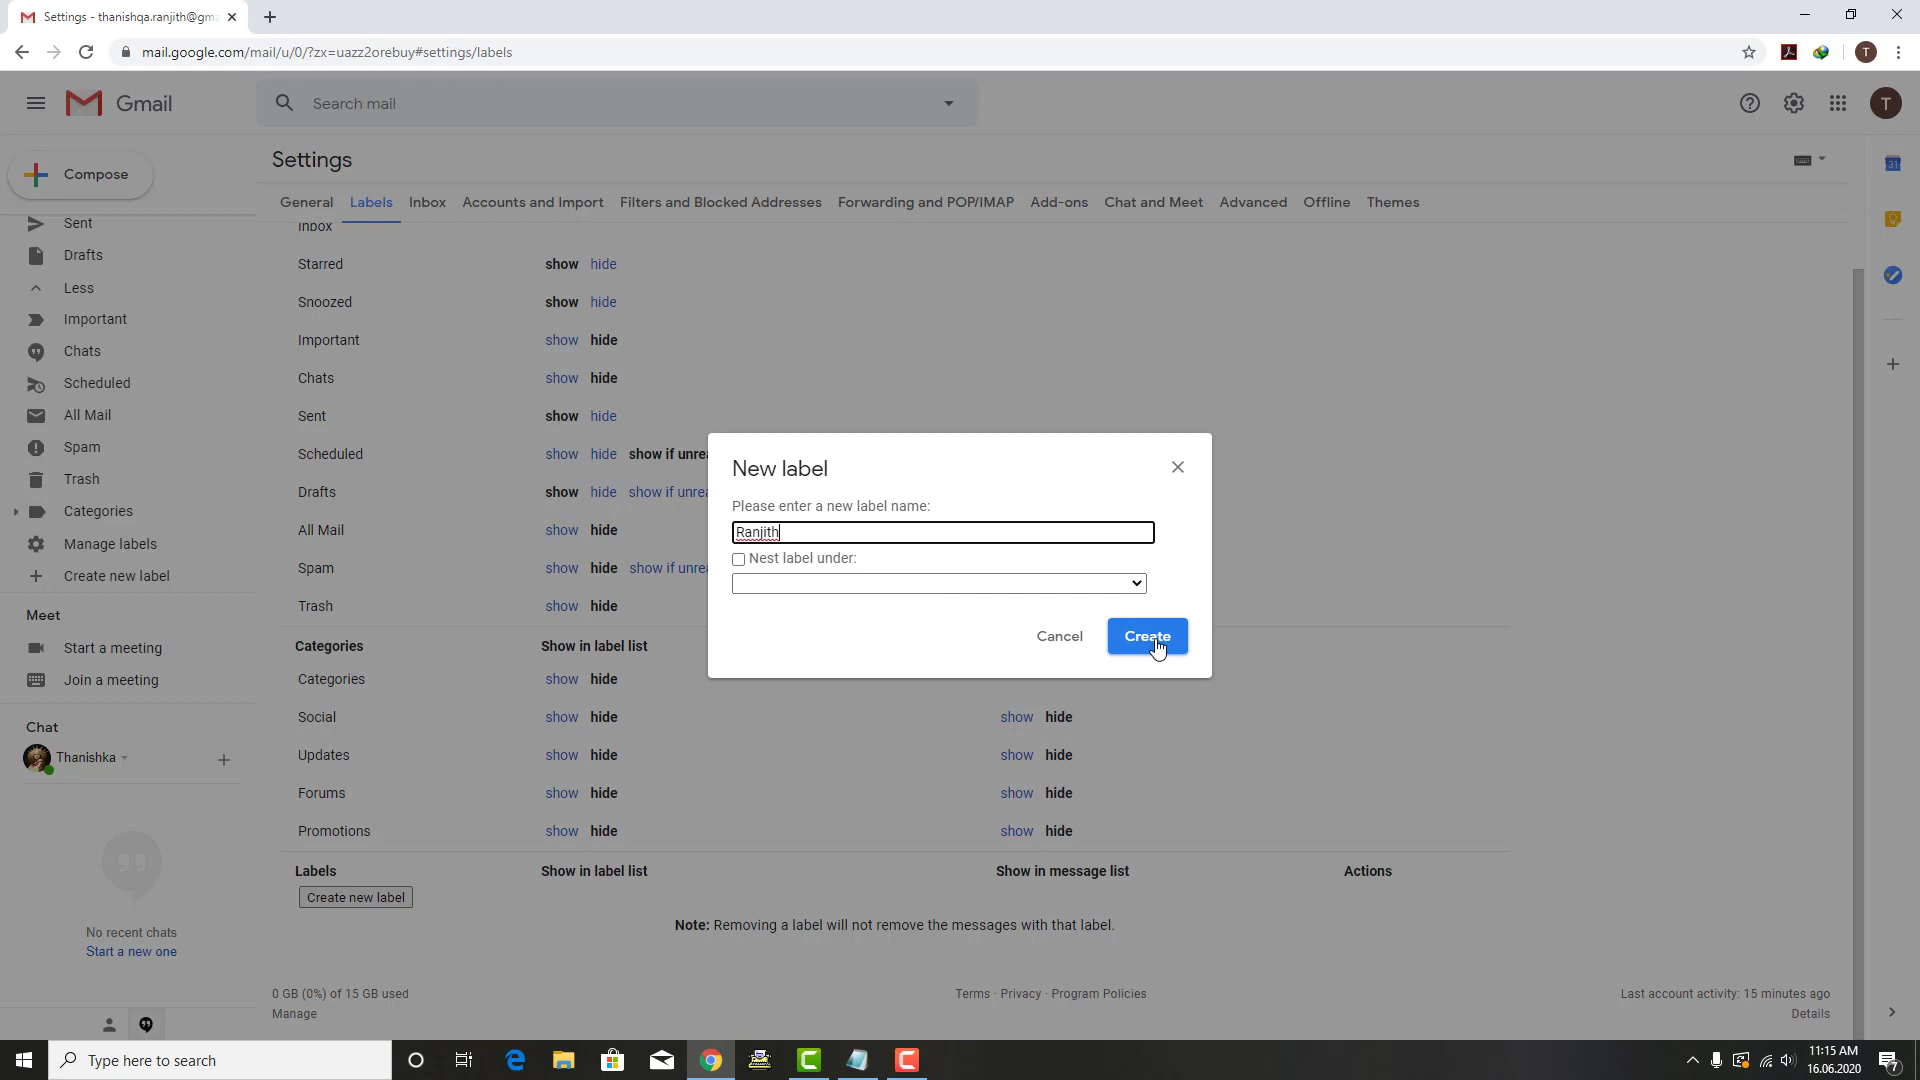 Settings - thanishqa.ranjith@gma
mail.google.com/mail/u/0/?zx=uazz2orebuy#settings/labels
T
Gmail
Search mail
T
Compose
Settings
General Labels Inbox Accounts and Import Filters and Blocked Addresses Forwarding and POP/IMAP Add-ons Chat and Meet Advanced Offline Themes
31
Sent
Drafts
Less
Important
Chats
Scheduled
All Mail
Spam
Trash
Categories
Manage labels
Create new label
Meet
Start a meeting
Join a meeting
Chat
Thanishka
No recent chats
Start a new one
Inbox
Starred show hide
Snoozed show hide
Important show hide
Chats show hide
Sent show hide
Scheduled show hide show if unrea
Drafts show hide show if unrea
All Mail show hide
Spam show hide show if unrea
Trash show hide
Categories Show in label list
Categories show hide
Social show hide show hide
Updates show hide show hide
Forums show hide show hide
Promotions show hide show hide
Labels Show in label list Show in message list Actions
Create new label
Note: Removing a label will not remove the messages with that label.
New label
Please enter a new label name:
Ranjith
Nest label under:
Cancel Create
0 GB (0%) of 15 GB used
Manage
Terms · Privacy · Program Policies
Last account activity: 15 minutes ago
Details
Type here to search
11:15 AM
16.06.2020
7